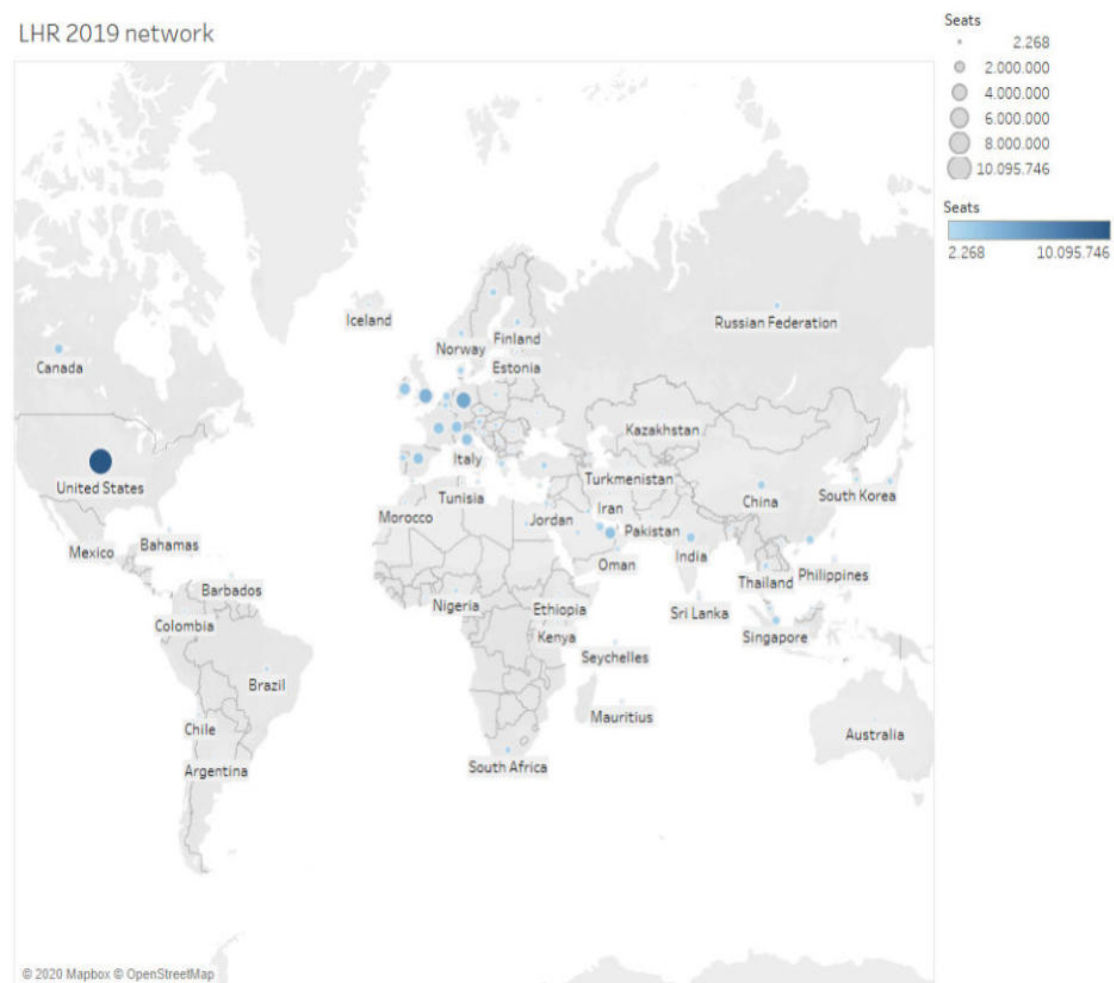 LHR 2019 network
Seats
2.268
2.000.000
4.000.000
6.000.000
8.000.000
10.095.746
Seats
2.268 10.095.746
Iceland
Russian Federation
Norway
Finland
Canada
Estonia
Kazakhstan
Italy
United States
Turkmenistan
Tunisia
China
South Korea
Iran
Morocco
Jordan
Pakistan
Bahamas
Mexico
India
Oman
Philippines
Thailand
Barbados
Nigeria
Ethiopia
Sri Lanka
Colombia
Kenya
Singapore
Seychelles
Brazil
Mauritius
Chile
Australia
South Africa
Argentina
© 2020 Mapbox © OpenStreetMap